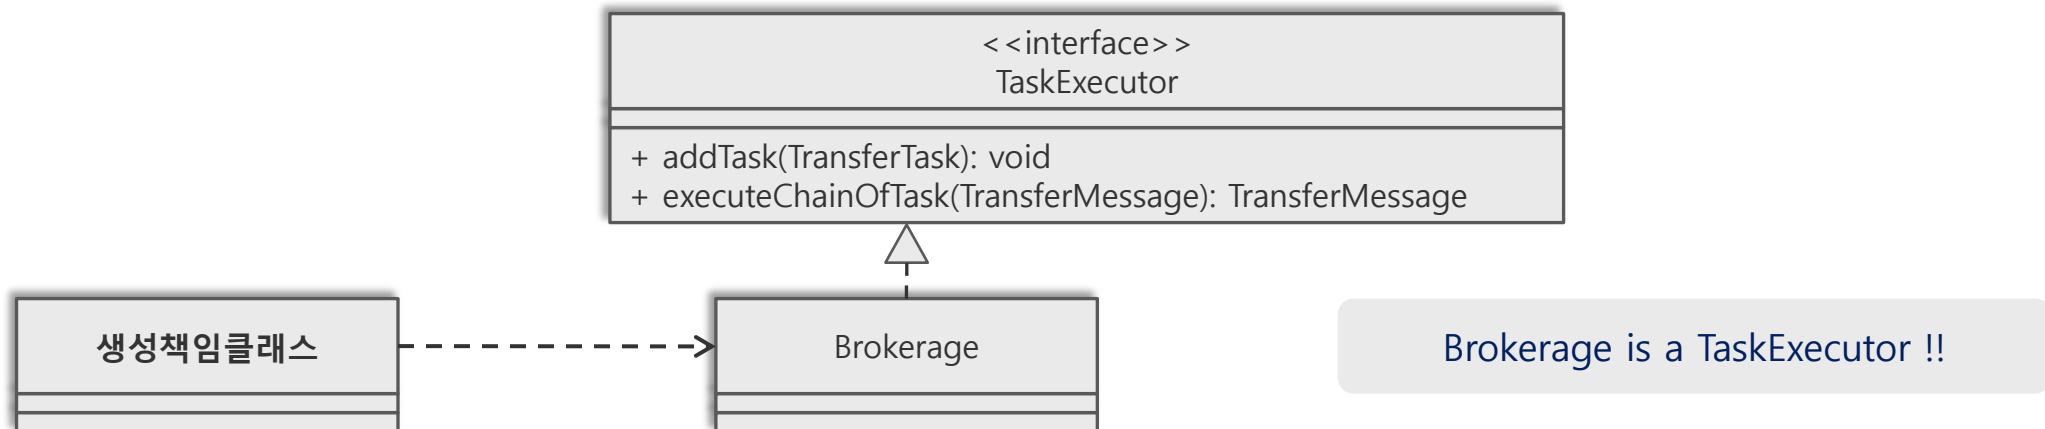 <<interface>>
TaskExecutor
+ addTask(TransferTask): void
+ executeChainOfTask(TransferMessage): TransferMessage
생성책임클래스
Brokerage
Brokerage is a TaskExecutor !!